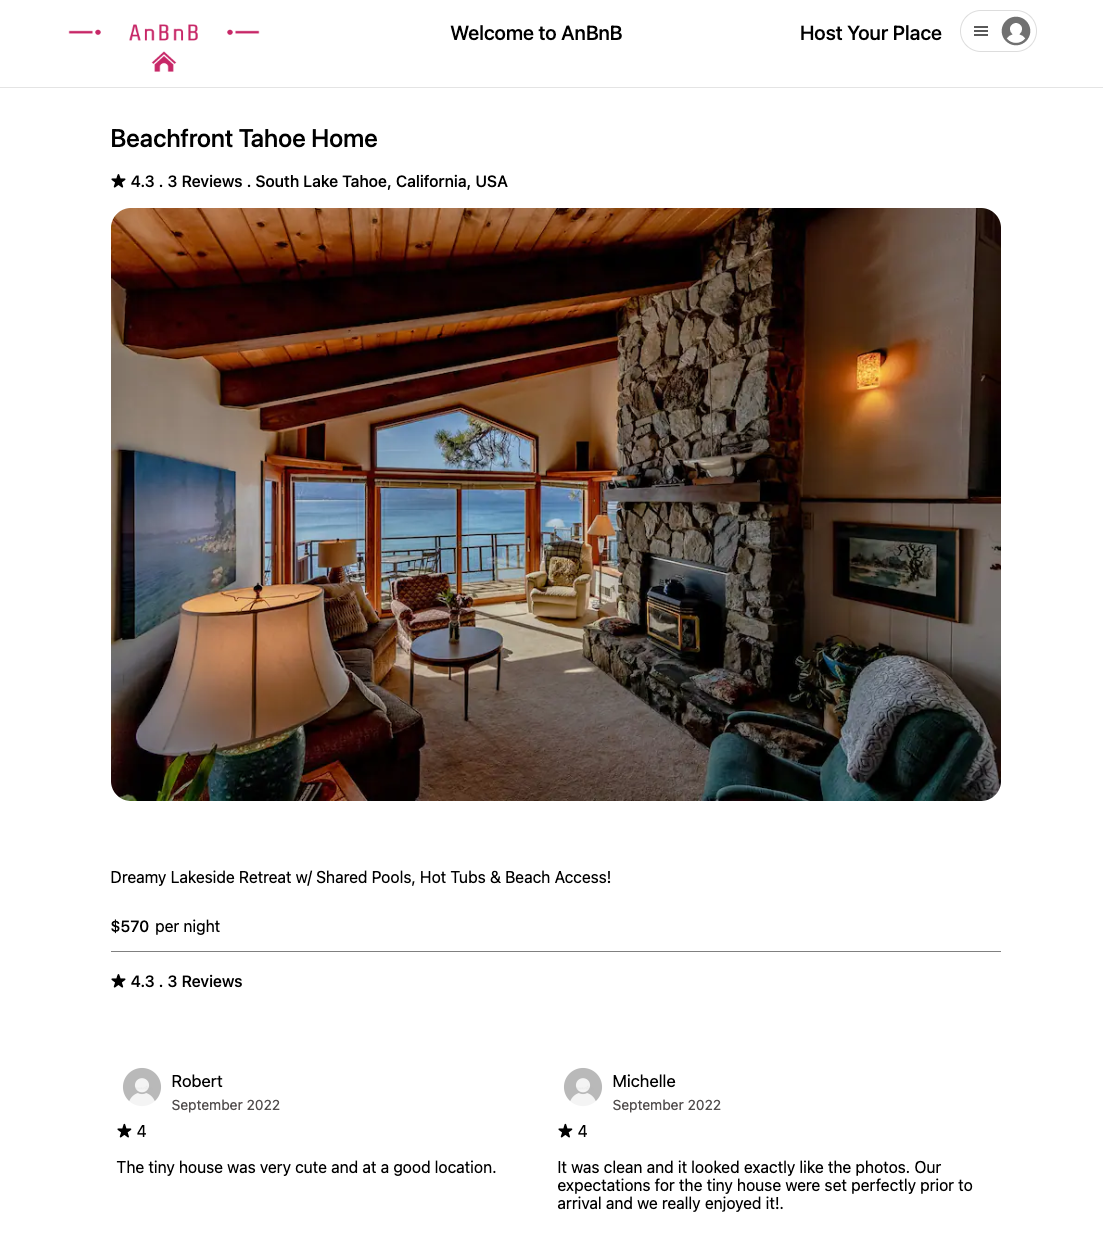 AnBnB
Welcome to AnBnB
Host Your Place
Beachfront Tahoe Home
★ 4.3 . 3 Reviews . South Lake Tahoe, California, USA
Dreamy Lakeside Retreat w/ Shared Pools, Hot Tubs & Beach Access!
$570 per night
★ 4.3 . 3 Reviews
Robert
September 2022
★ 4
The tiny house was very cute and at a good location.
Michelle
September 2022
★ 4
It was clean and it looked exactly like the photos. Our
expectations for the tiny house were set perfectly prior to
arrival and we really enjoyed it!.